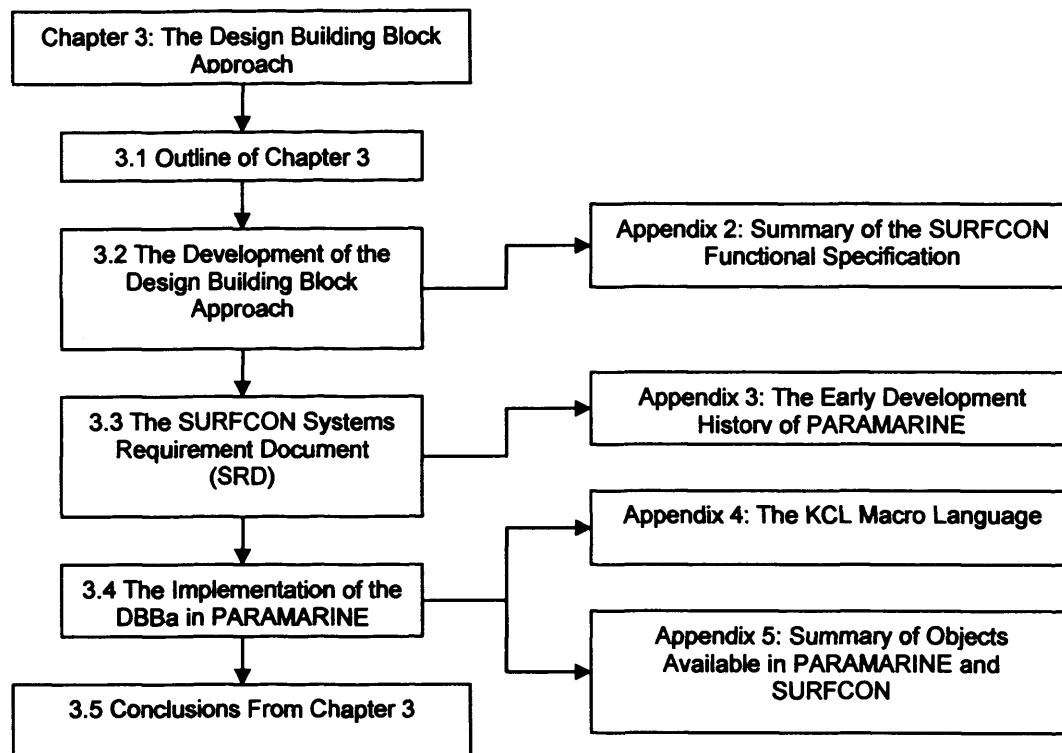 Chapter 3: The Design Building Block
Approach
3.1 Outline of Chapter 3
3.2 The Development of the
Design Building Block
Approach
Appendix 2: Summary of the SURFCON
Functional Specification
3.3 The SURFCON Systems
Requirement Document
(SRD)
Appendix 3: The Early Development
History of PARAMARINE
3.4 The Implementation of the
DBBa in PARAMARINE
Appendix 4: The KCL Macro Language
Appendix 5: Summary of Objects
Available in PARAMARINE and
SURFCON
3.5 Conclusions From Chapter 3